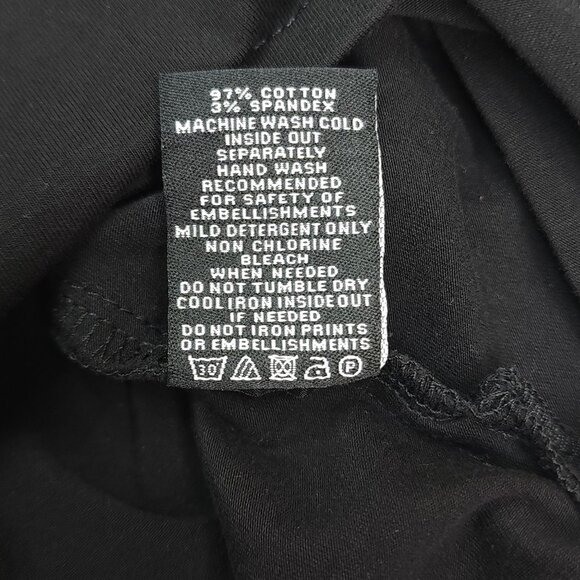 97% COTTON
3% SPANDEX
MACHINE WASH COLD
INSIDE OUT
SEPARATELY
HAND WASH
RECOMMENDED
FOR SAFETY OF
EMBELLISHMENTS
MILD DETERGENT ONLY
NON CHLORINE
BLEACH
WHEN NEEDED
DO NOT TUMBLE DRY
COOL IRON INSIDE OUT
IF NEEDED
DO NOT IRON PRINTS
OR EMBELLISHMENTS
30 P